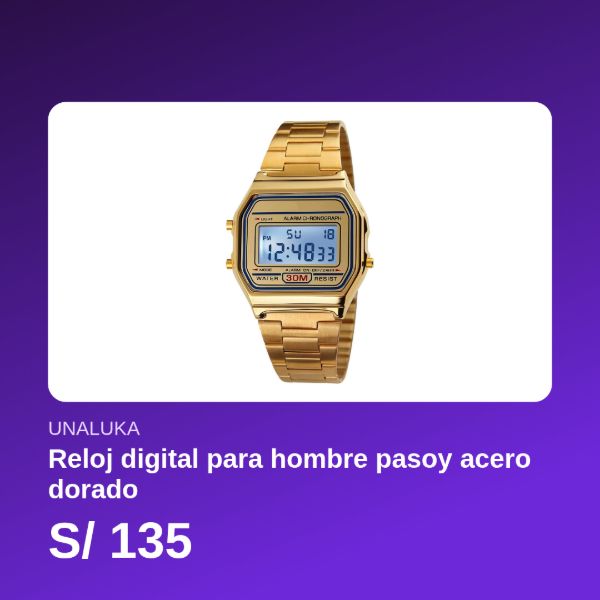 LIGHT ALARM CHRONOGRAPH
SU 18
PM 12:48 33
MODE ALARM ON-OFF/24HR
WATER 30M RESIST
UNALUKA
Reloj digital para hombre pasoy acero
dorado
S/ 135